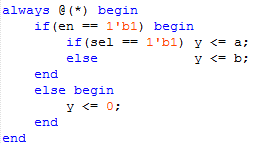 always @(*) begin
    if(en == 1'b1) begin
        if(sel == 1'b1) y <= a;
        else            y <= b;
    end
    else begin
        y <= 0;
    end
end